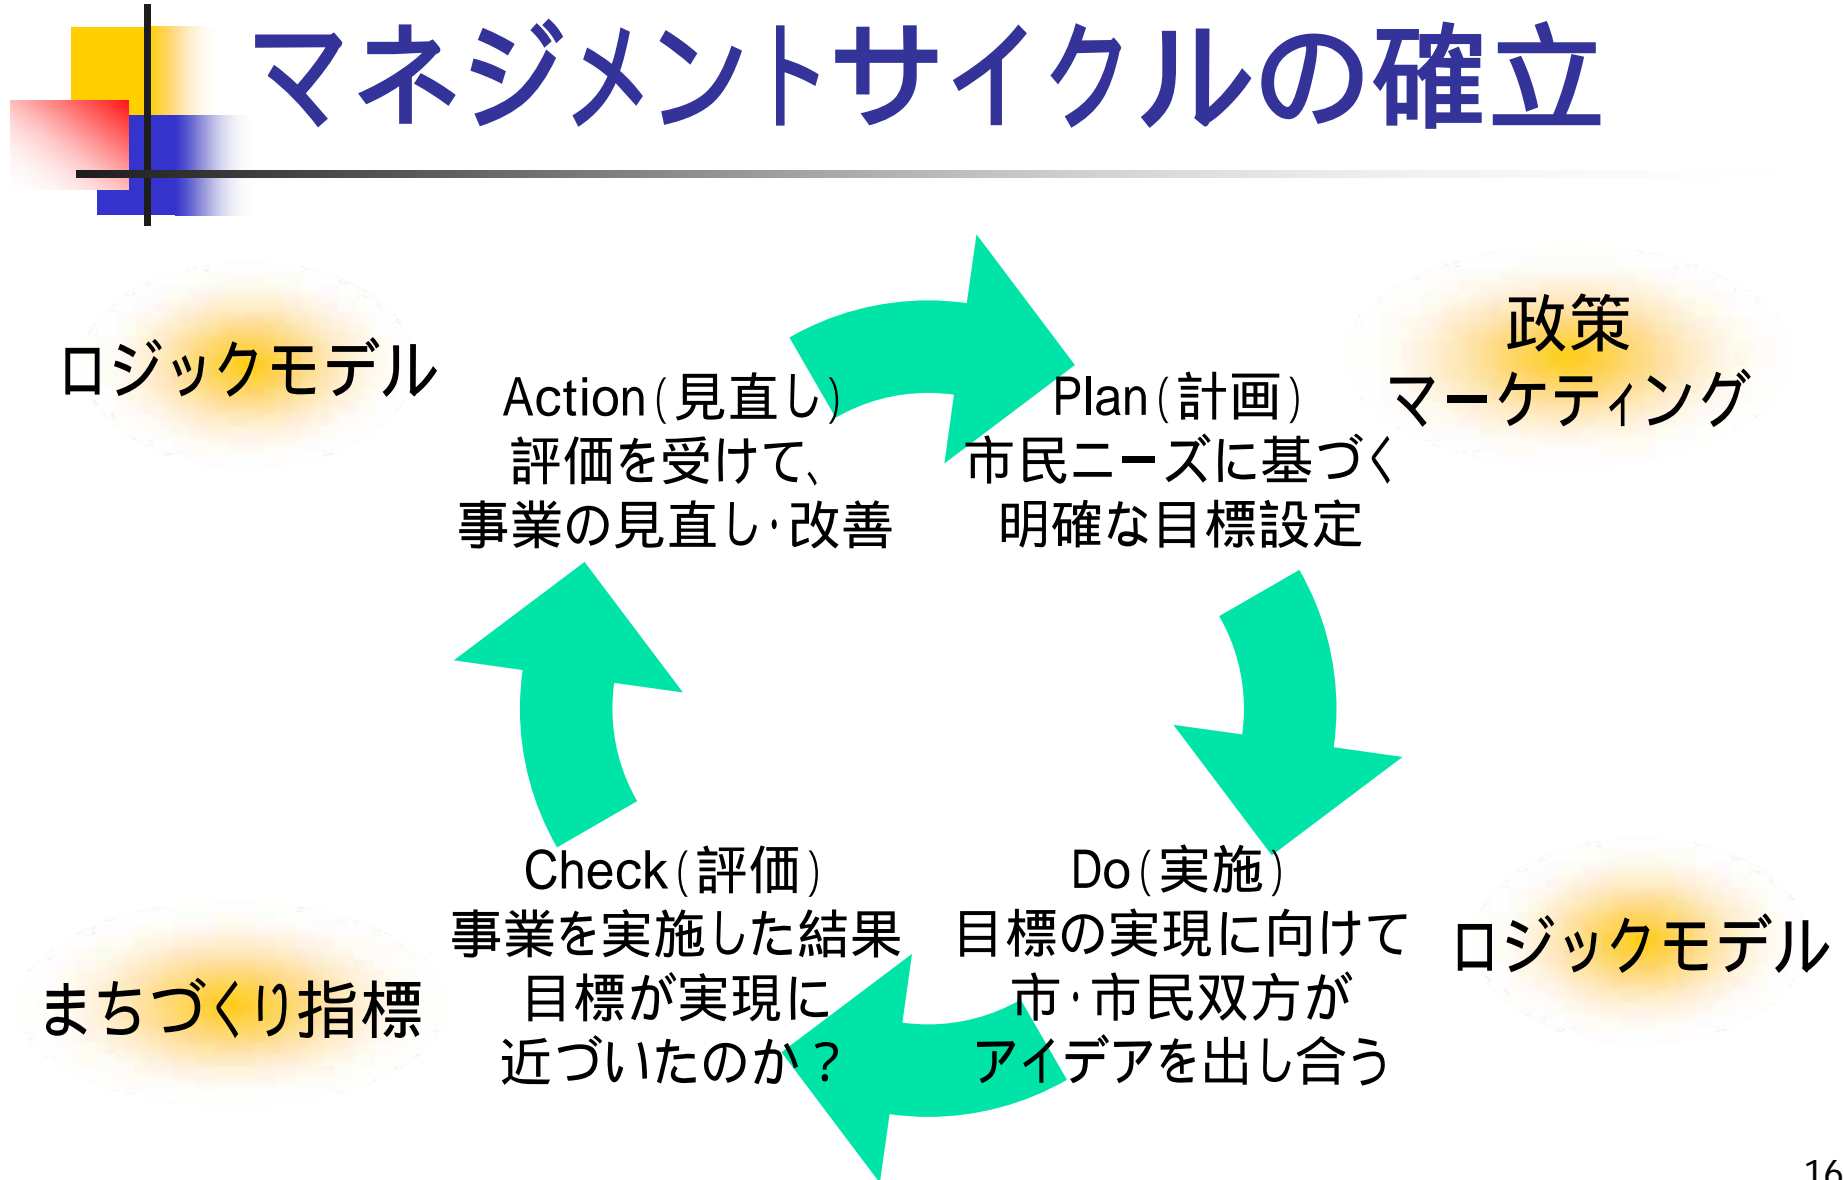 マネジメントサイクルの確立
ロジックモデル
Action(見直し)
評価を受けて、
事業の見直し・改善
Plan(計画)
市民ニーズに基づく
明確な目標設定
政策
マーケティング
Check(評価)
事業を実施した結果
目標が実現に
近づいたのか？
Do(実施)
目標の実現に向けて
市・市民双方が
アイデアを出し合う
まちづくり指標
ロジックモデル
16